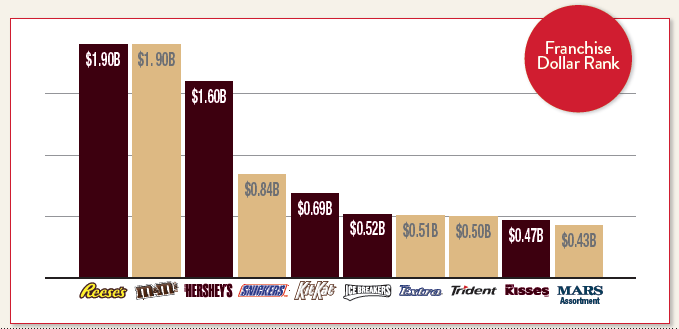 Franchise
Dollar Rank
$1.90B
$1.90B
$1.60B
$0.84B
$0.69B
$0.52B
$0.51B
$0.50B
$0.47B
$0.43B
Reese's
m&m's
HERSHEY'S
SNICKERS
KitKat
ICE BREAKERS
Extra
Trident
Kisses
MARS
Assortment